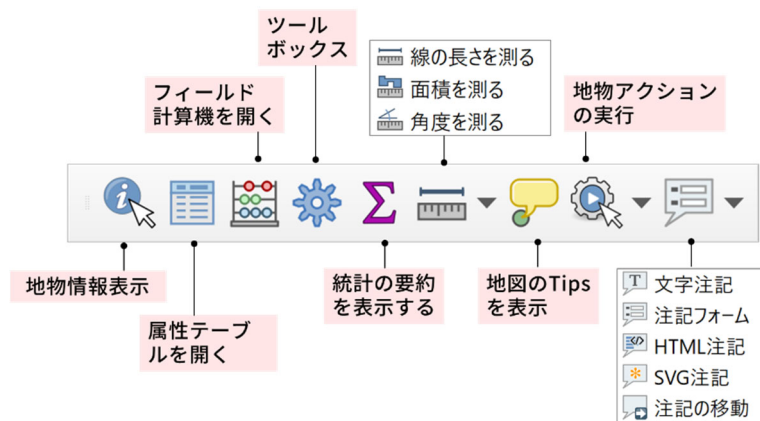 ツール
ボックス
線の長さを測る
面積を測る
角度を測る
フィールド
計算機を開く
地物アクション
の実行
地物情報表示
属性テーブ
ルを開く
統計の要約
を表示する
地図のTips
を表示
文字注記
注記フォーム
HTML注記
SVG注記
注記の移動